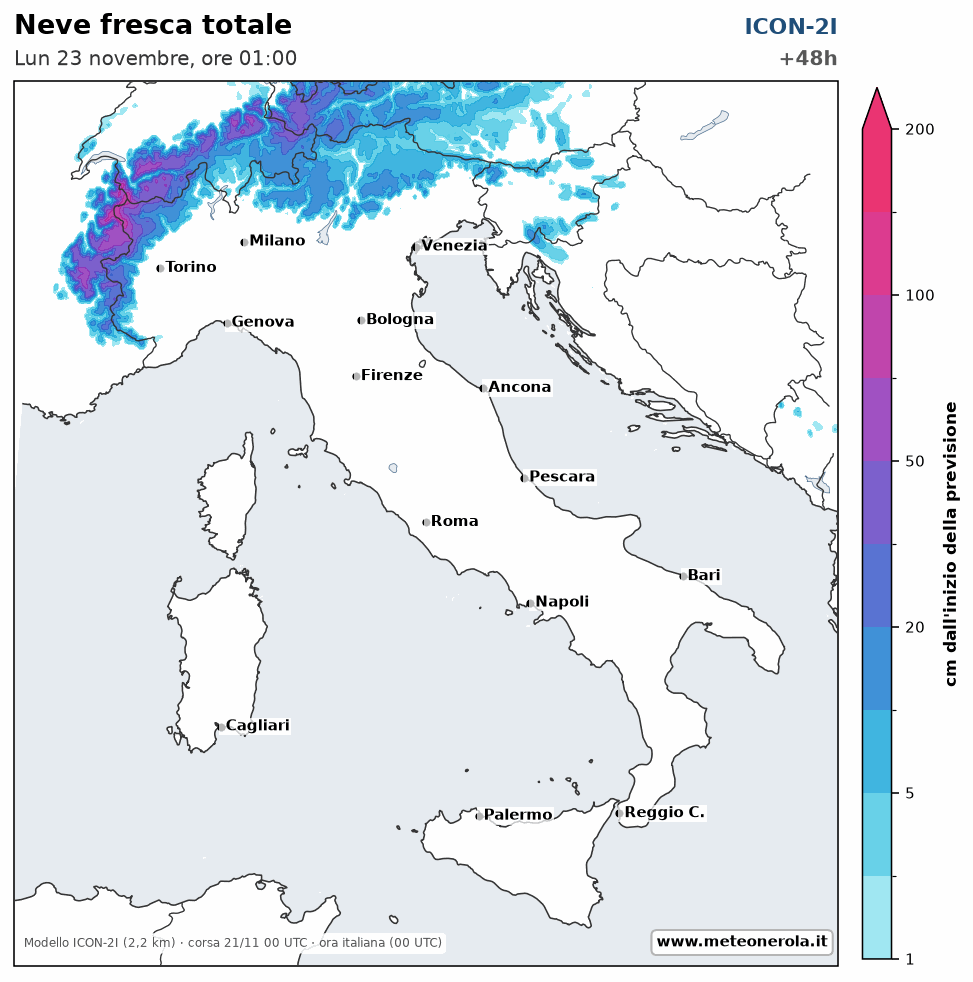 Neve fresca totale
ICON-2I
Lun 23 novembre, ore 01:00
+48h
Milano
Venezia
Torino
Genova
Bologna
Firenze
Ancona
Pescara
Roma
Bari
Napoli
Cagliari
Palermo
Reggio C.
200
100
50
20
5
1
cm dall'inizio della previsione
Modello ICON-2I (2,2 km) · corsa 21/11 00 UTC · ora italiana (00 UTC)
www.meteonerola.it